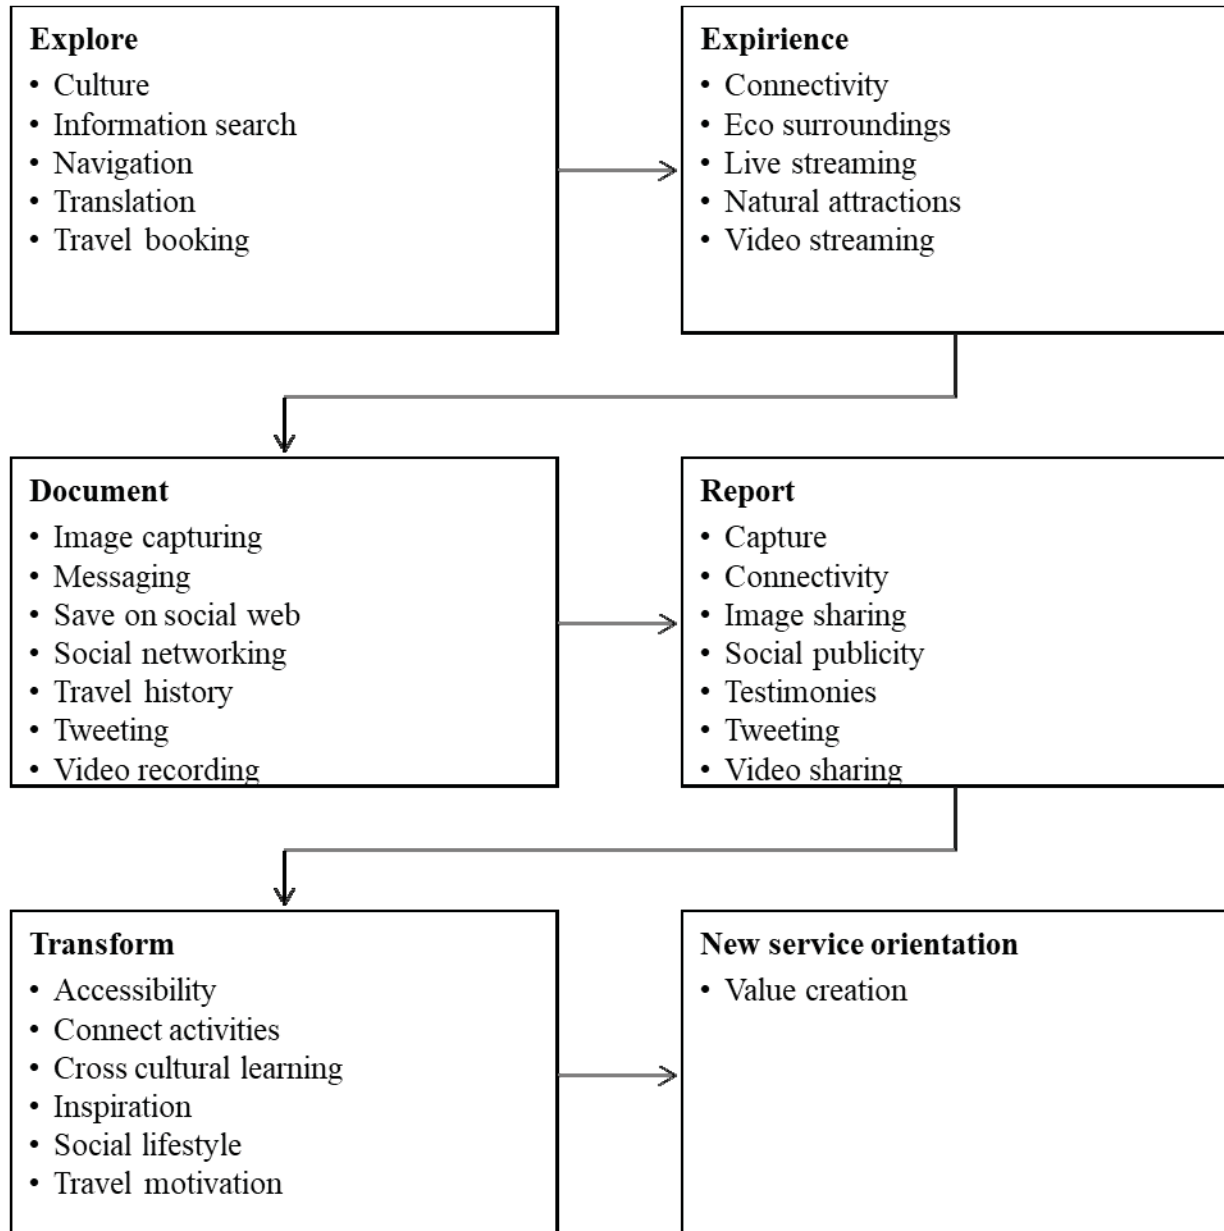 Explore
• Culture
• Information search
• Navigation
• Translation
• Travel booking
Expirience
• Connectivity
• Eco surroundings
• Live streaming
• Natural attractions
• Video streaming
Document
• Image capturing
• Messaging
• Save on social web
• Social networking
• Travel history
• Tweeting
• Video recording
Report
• Capture
• Connectivity
• Image sharing
• Social publicity
• Testimonies
• Tweeting
• Video sharing
Transform
• Accessibility
• Connect activities
• Cross cultural learning
• Inspiration
• Social lifestyle
• Travel motivation
New service orientation
• Value creation